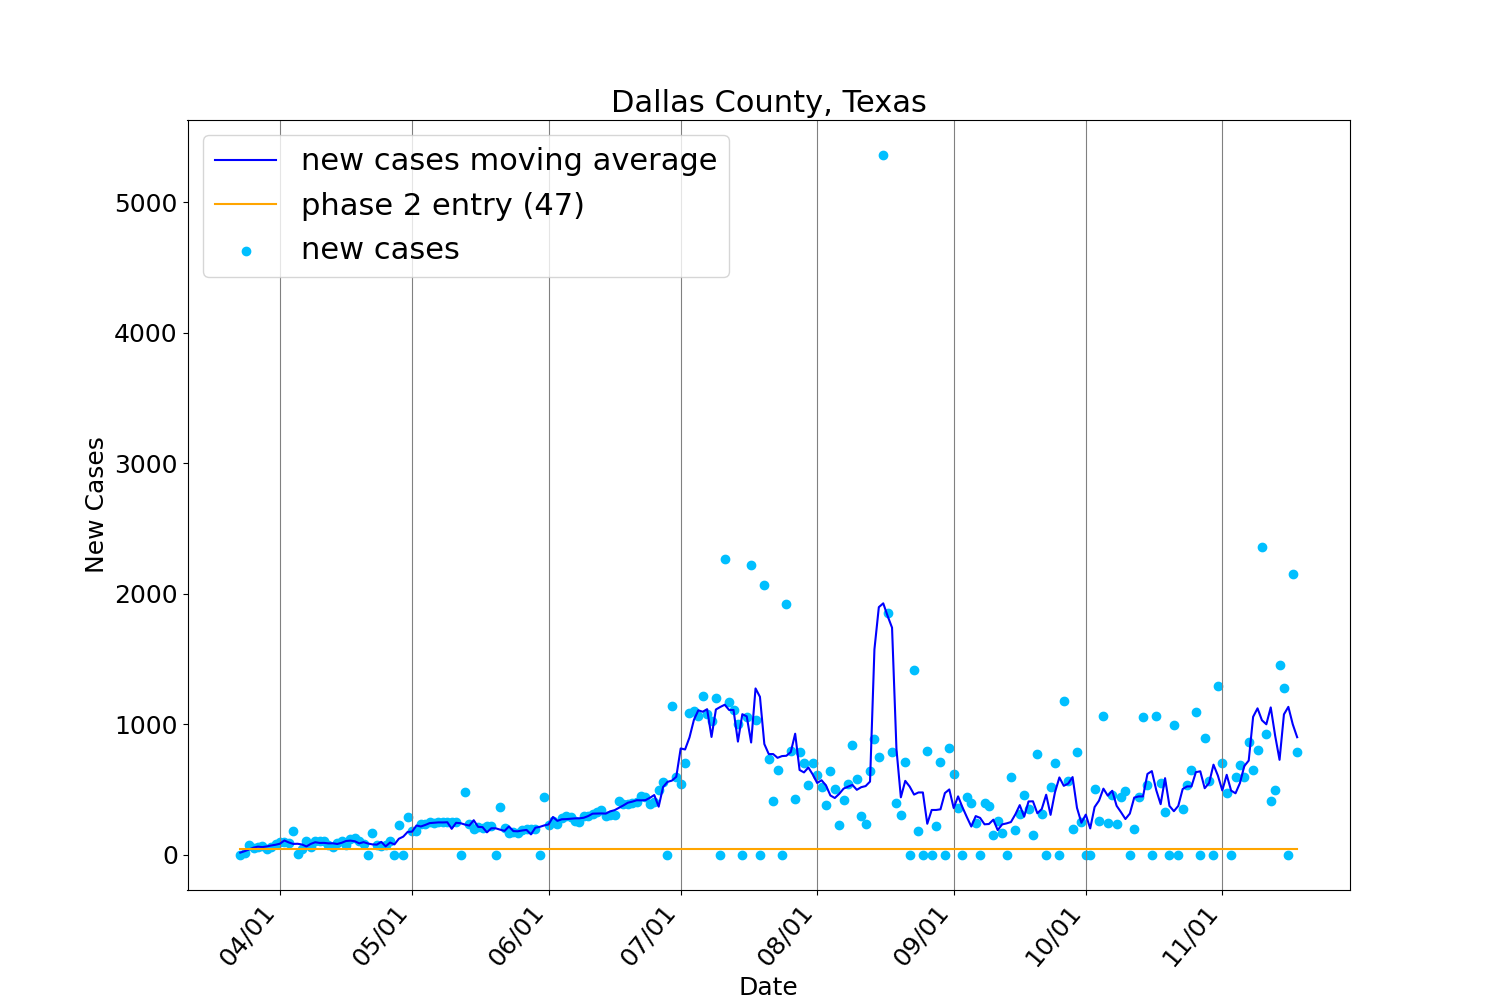 Dallas County, Texas
new cases moving average
phase 2 entry (47)
new cases
New Cases
5000
4000
3000
2000
1000
0
04/01
05/01
06/01
07/01
08/01
09/01
10/01
11/01
Date